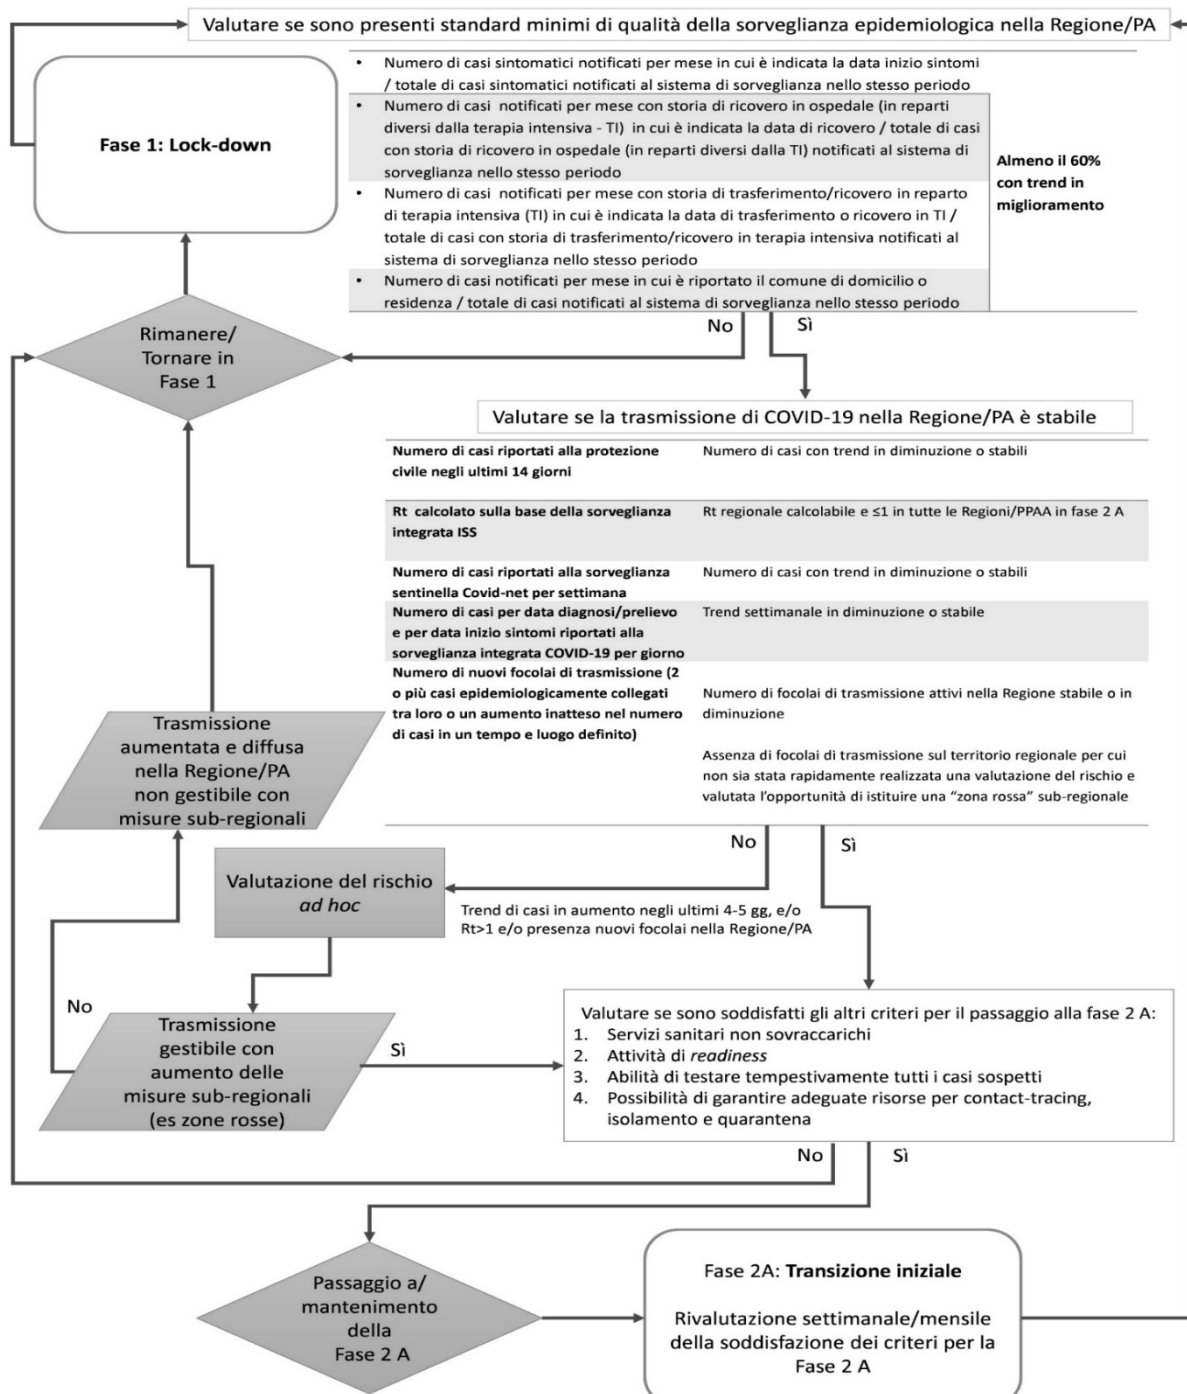 Valutare se sono presenti standard minimi di qualità della sorveglianza epidemiologica nella Regione/PA
Fase 1: Lock-down
• Numero di casi sintomatici notificati per mese in cui è indicata la data inizio sintomi
/ totale di casi sintomatici notificati al sistema di sorveglianza nello stesso periodo
• Numero di casi notificati per mese con storia di ricovero in ospedale (in reparti
diversi dalla terapia intensiva - TI) in cui è indicata la data di ricovero / totale di casi
con storia di ricovero in ospedale (in reparti diversi dalla TI) notificati al sistema di
sorveglianza nello stesso periodo
• Numero di casi notificati per mese con storia di trasferimento/ricovero in reparto
di terapia intensiva (TI) in cui è indicata la data di trasferimento o ricovero in TI /
totale di casi con storia di trasferimento/ricovero in terapia intensiva notificati al
sistema di sorveglianza nello stesso periodo
• Numero di casi notificati per mese in cui è riportato il comune di domicilio o
residenza / totale di casi notificati al sistema di sorveglianza nello stesso periodo
Almeno il 60%
con trend in
miglioramento
No
Sì
Rimanere/
Tornare in
Fase 1
Valutare se la trasmissione di COVID-19 nella Regione/PA è stabile
Numero di casi riportati alla protezione
civile negli ultimi 14 giorni
Numero di casi con trend in diminuzione o stabili
Rt calcolato sulla base della sorveglianza
integrata ISS
Rt regionale calcolabile e ≤1 in tutte le Regioni/PPAA in fase 2 A
Numero di casi riportati alla sorveglianza
sentinella Covid-net per settimana
Numero di casi con trend in diminuzione o stabili
Numero di casi per data diagnosi/prelievo
e per data inizio sintomi riportati alla
sorveglianza integrata COVID-19 per giorno
Trend settimanale in diminuzione o stabile
Numero di nuovi focolai di trasmissione (2
o più casi epidemiologicamente collegati
tra loro o un aumento inatteso nel numero
di casi in un tempo e luogo definito)
Numero di focolai di trasmissione attivi nella Regione stabile o in
diminuzione
Assenza di focolai di trasmissione sul territorio regionale per cui
non sia stata rapidamente realizzata una valutazione del rischio e
valutata l'opportunità di istituire una "zona rossa" sub-regionale
Trasmissione
aumentata e diffusa
nella Regione/PA
non gestibile con
misure sub-regionali
No
Sì
Valutazione del rischio
ad hoc
Trend di casi in aumento negli ultimi 4-5 gg, e/o
Rt>1 e/o presenza nuovi focolai nella Regione/PA
No
Trasmissione
gestibile con
aumento delle
misure sub-regionali
(es zone rosse)
Sì
Valutare se sono soddisfatti gli altri criteri per il passaggio alla fase 2 A:
1. Servizi sanitari non sovraccarichi
2. Attività di readiness
3. Abilità di testare tempestivamente tutti i casi sospetti
4. Possibilità di garantire adeguate risorse per contact-tracing,
isolamento e quarantena
No
Sì
Passaggio a/
mantenimento
della
Fase 2 A
Fase 2A: Transizione iniziale
Rivalutazione settimanale/mensile
della soddisfazione dei criteri per la
Fase 2 A